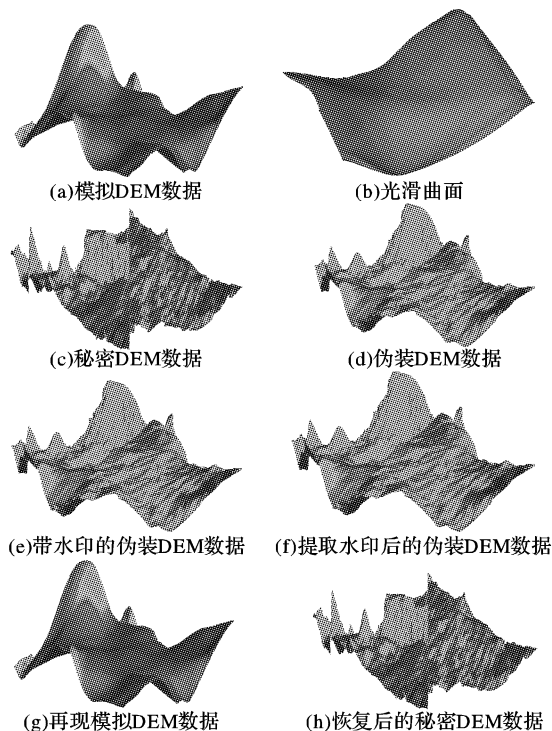 (a)模拟DEM数据
(b)光滑曲面
(c)秘密DEM数据
(d)伪装DEM数据
(e)带水印的伪装DEM数据
(f)提取水印后的伪装DEM数据
(g)再现模拟DEM数据
(h)恢复后的秘密DEM数据